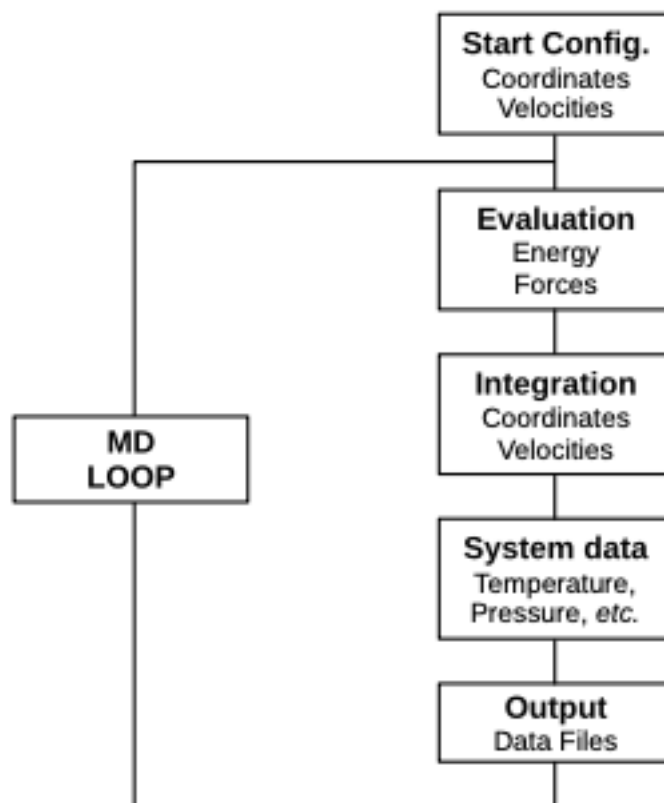 Start Config.
Coordinates
Velocities
Evaluation
Energy
Forces
Integration
Coordinates
Velocities
MD
LOOP
System data
Temperature,
Pressure, etc.
Output
Data Files